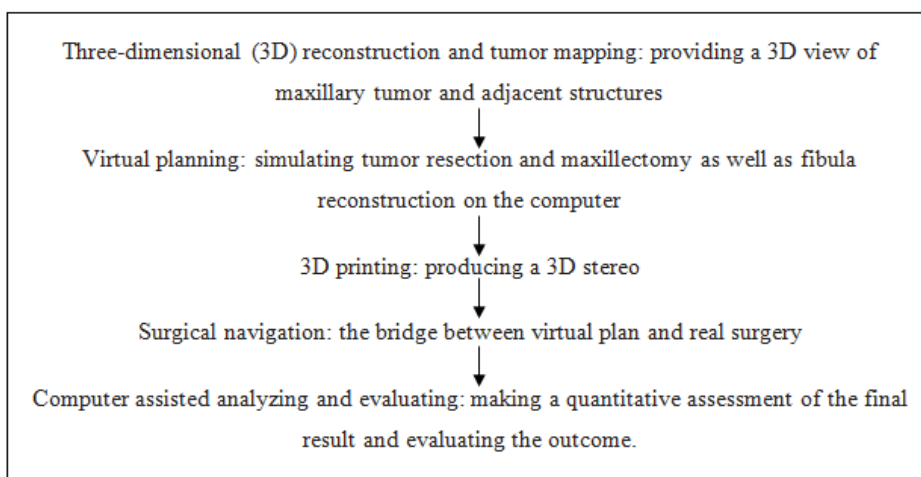 Three-dimensional (3D) reconstruction and tumor mapping: providing a 3D view of
maxillary tumor and adjacent structures
Virtual planning: simulating tumor resection and maxillectomy as well as fibula
reconstruction on the computer
3D printing: producing a 3D stereo
Surgical navigation: the bridge between virtual plan and real surgery
Computer assisted analyzing and evaluating: making a quantitative assessment of the final
result and evaluating the outcome.